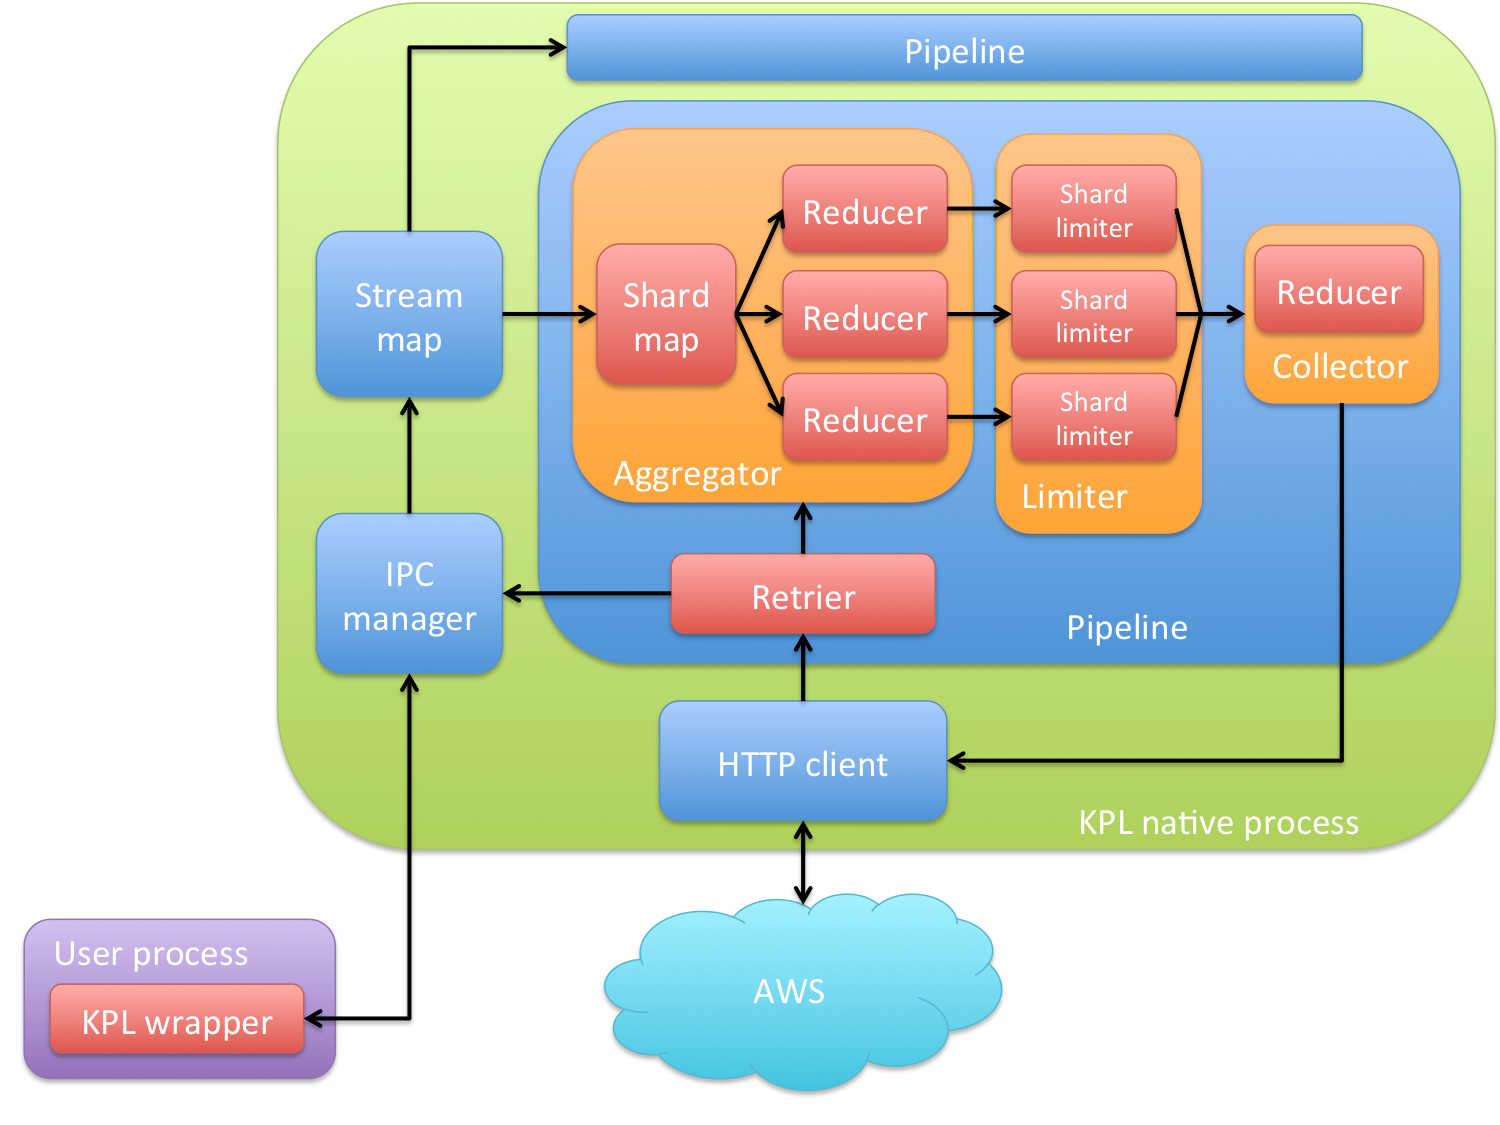 Pipeline
Stream
map
Shard
map
Reducer
Reducer
Reducer
Aggregator
Shard
limiter
Shard
limiter
Shard
limiter
Limiter
Reducer
Collector
IPC
manager
Retrier
Pipeline
HTTP client
KPL native process
User process
KPL wrapper
AWS